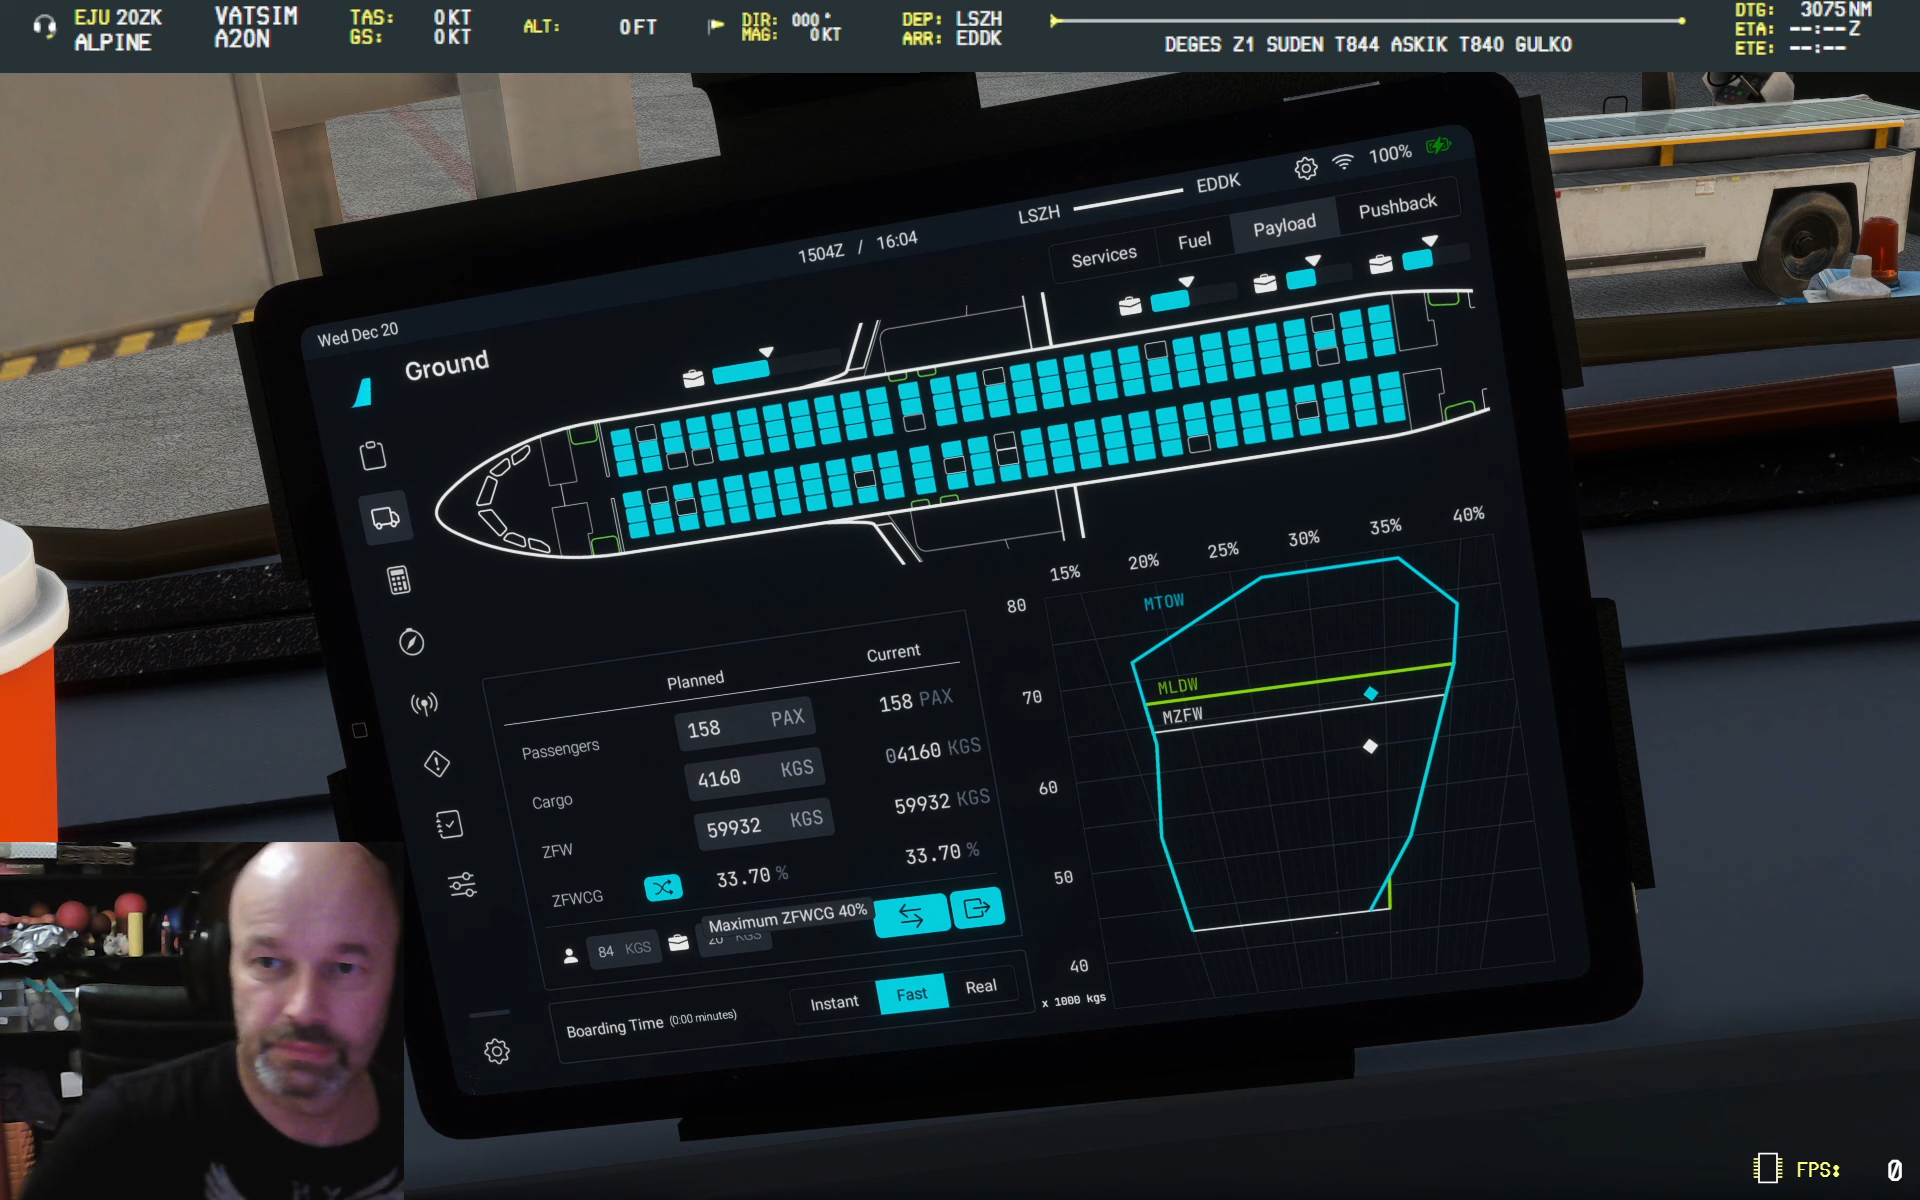 EJU 20ZK
ALPINE
VATSIM
A20N
TAS: 0KT
GS: 0KT
ALT: 0FT
DIR: 000°
MAG: 0KT
DEP: LSZH
ARR: EDDK
DEGES Z1 SUDEN T844 ASKIK T840 GULKO
DTG: 3075NM
ETA: --:--Z
ETE: --:--
Wed Dec 20
1504Z / 16:04
LSZH
EDDK
100%
Ground
Services
Fuel
Payload
Pushback
Planned
Current
Passengers
158 PAX
158 PAX
Cargo
4160 KGS
04160 KGS
ZFW
59932 KGS
59932 KGS
ZFWCG
33.70 %
33.70 %
Maximum ZFWCG 40%
84 KGS
20 KGS
Boarding Time (0:00 minutes)
Instant
Fast
Real
15%
20%
25%
30%
35%
40%
80
70
60
50
40
x 1000 kgs
MTOW
MLDW
MZFW
FPS: 0